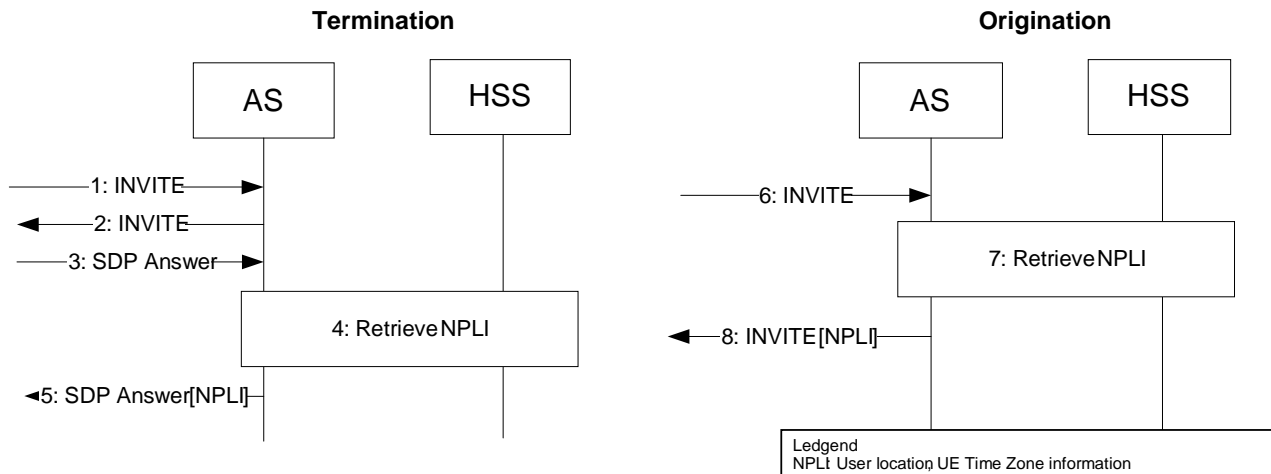 Termination
AS
HSS
1: INVITE
2: INVITE
3: SDP Answer
4: Retrieve NPLI
5: SDP Answer[NPLI]
Origination
AS
HSS
6: INVITE
7: Retrieve NPLI
8: INVITE[NPLI]
Ledgend
NPLI: User location, UE Time Zone information